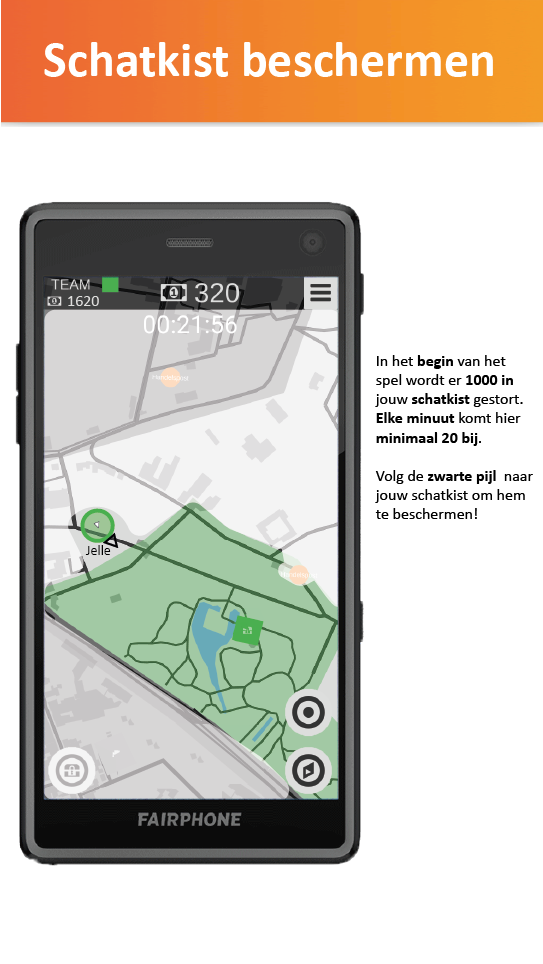 Schatkist beschermen
TEAM
1620
320
00:21:56
In het begin van het
spel wordt er 1000 in
jouw schatkist gestort.
Elke minuut komt hier
minimaal 20 bij.
Volg de zwarte pijl naar
jouw schatkist om hem
te beschermen!
Jelle
FAIRPHONE